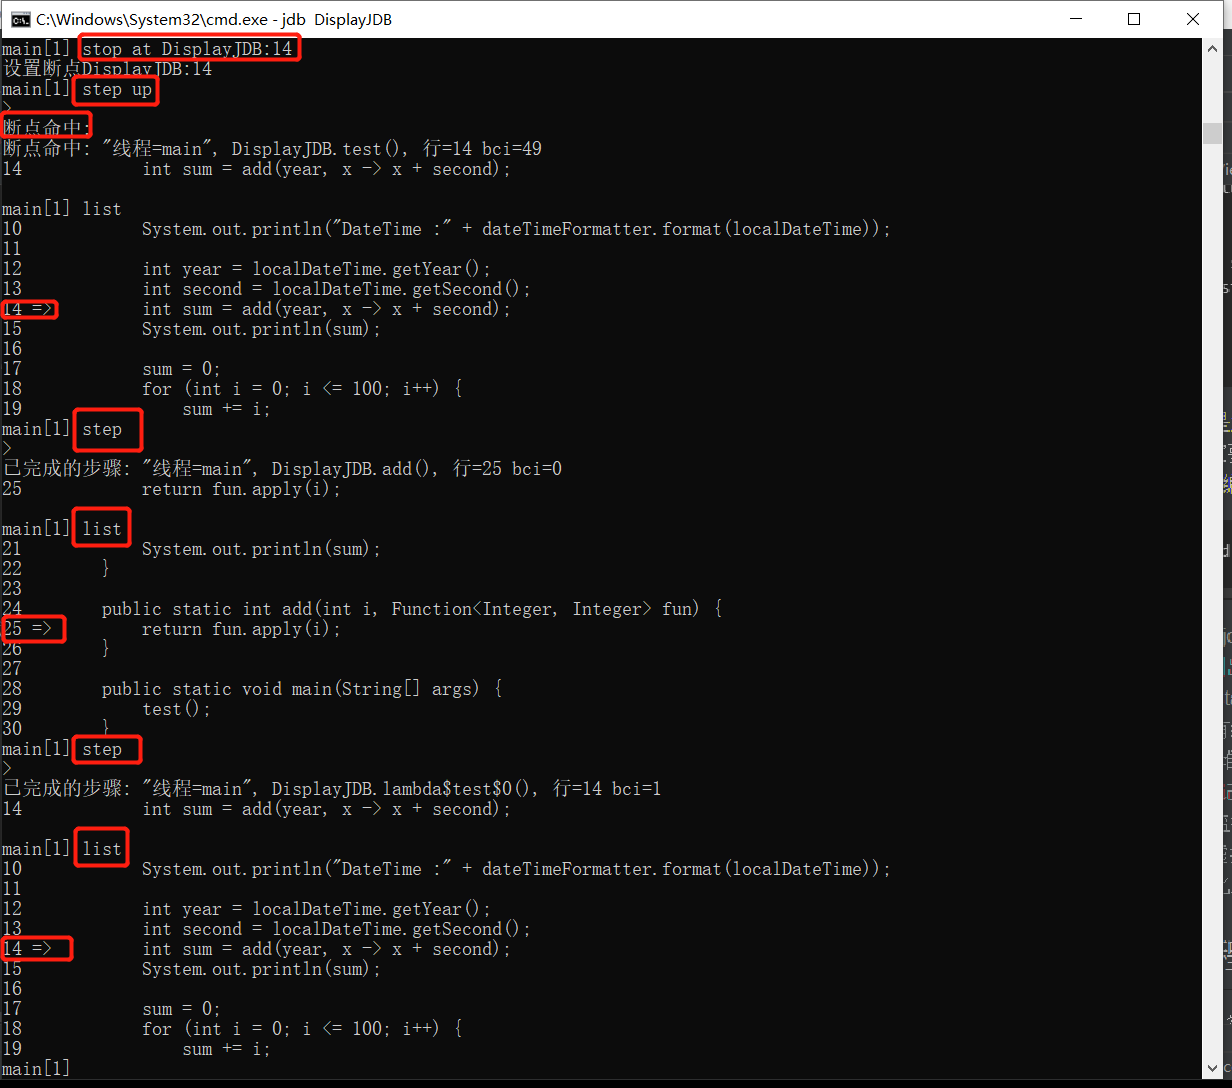 C:\Windows\System32\cmd.exe - jdb  DisplayJDB
main[1] stop at DisplayJDB:14
设置断点DisplayJDB:14
main[1] step up
>
断点命中:
断点命中: "线程=main", DisplayJDB.test(), 行=14 bci=49
14            int sum = add(year, x -> x + second);
main[1] list
10            System.out.println("DateTime :" + dateTimeFormatter.format(localDateTime));
11
12            int year = localDateTime.getYear();
13            int second = localDateTime.getSecond();
14 =>         int sum = add(year, x -> x + second);
15            System.out.println(sum);
16
17            sum = 0;
18            for (int i = 0; i <= 100; i++) {
19                sum += i;
main[1] step
>
已完成的步骤: "线程=main", DisplayJDB.add(), 行=25 bci=0
25            return fun.apply(i);
main[1] list
21            System.out.println(sum);
22        }
23
24        public static int add(int i, Function<Integer, Integer> fun) {
25 =>         return fun.apply(i);
26        }
27
28        public static void main(String[] args) {
29            test();
30        }
main[1] step
>
已完成的步骤: "线程=main", DisplayJDB.lambda$test$0(), 行=14 bci=1
14            int sum = add(year, x -> x + second);
main[1] list
10            System.out.println("DateTime :" + dateTimeFormatter.format(localDateTime));
11
12            int year = localDateTime.getYear();
13            int second = localDateTime.getSecond();
14 =>         int sum = add(year, x -> x + second);
15            System.out.println(sum);
16
17            sum = 0;
18            for (int i = 0; i <= 100; i++) {
19                sum += i;
main[1]